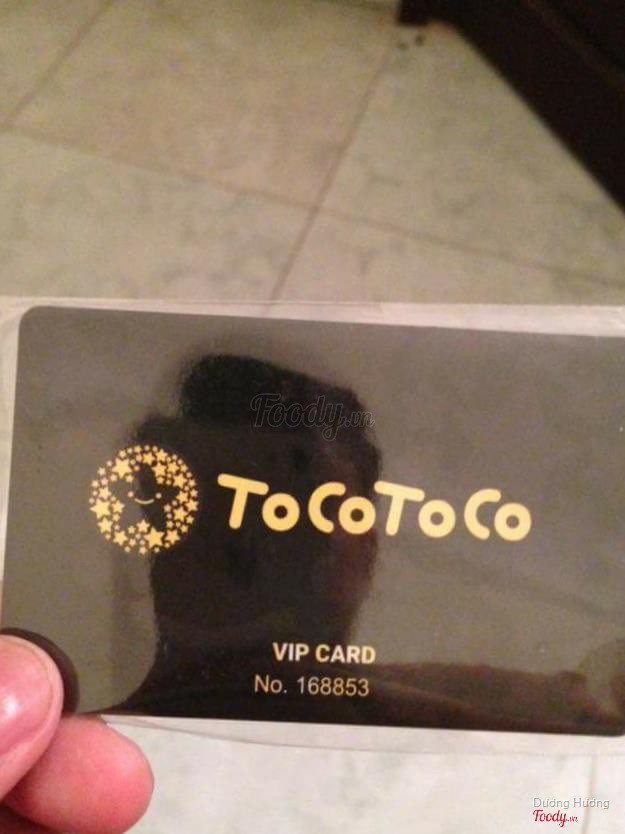 Foody.vn
ToCoToCo
VIP CARD
No. 168853
Dương Hương
Foody.vn